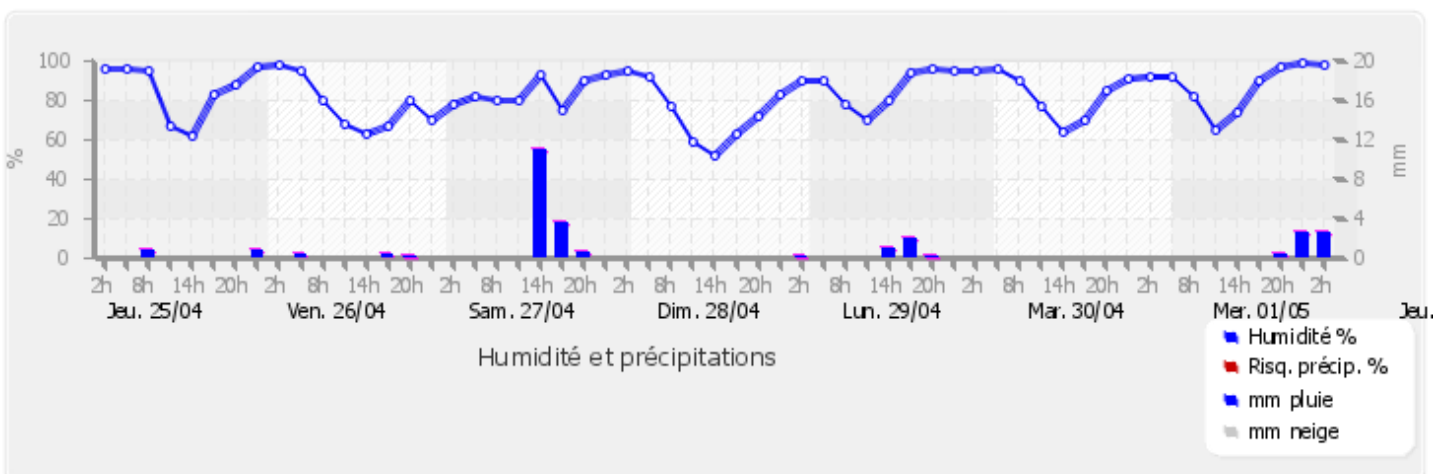 100
80
60
40
20
0
%
20
16
12
8
4
0
mm
2h 8h 14h 20h 2h 8h 14h 20h 2h 8h 14h 20h 2h 8h 14h 20h 2h 8h 14h 20h 2h 8h 14h 20h 2h 8h 14h 20h 2h
Jeu. 25/04 Ven. 26/04 Sam. 27/04 Dim. 28/04 Lun. 29/04 Mar. 30/04 Mer. 01/05 Jeu.
Humidité et précipitations
Humidité %
Risq. précip. %
mm pluie
mm neige